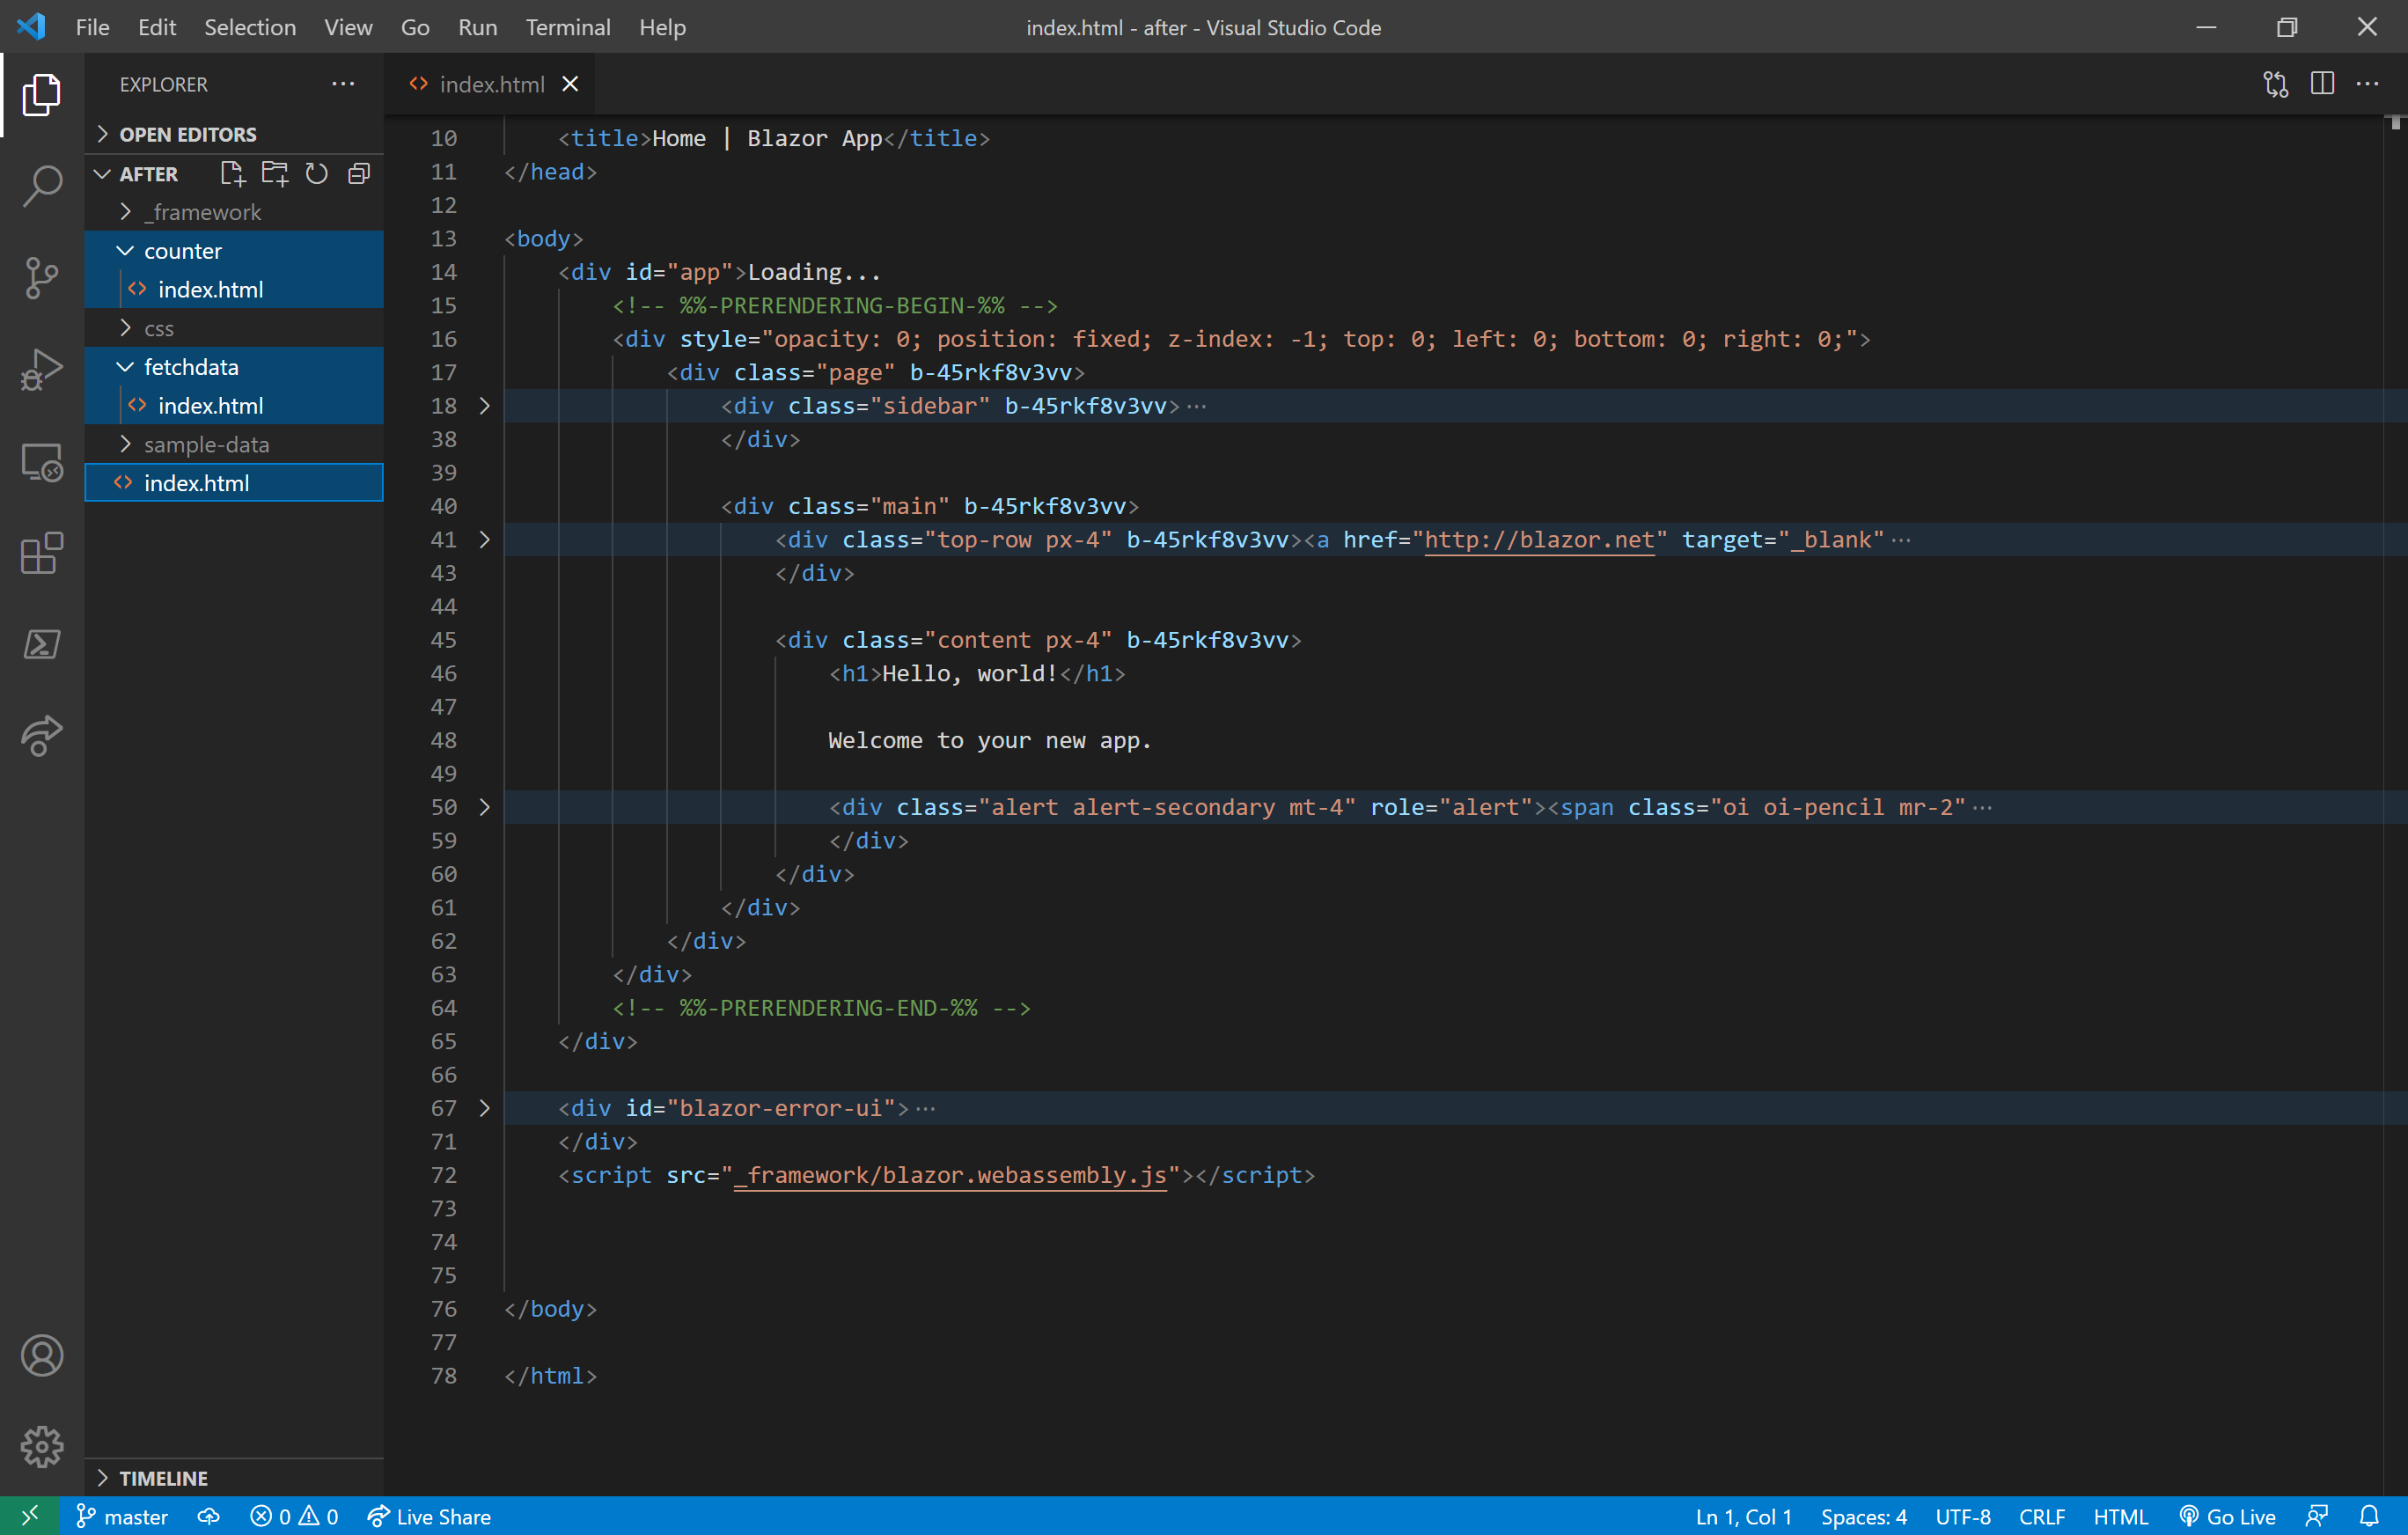 File Edit Selection View Go Run Terminal Help
index.html - after - Visual Studio Code
EXPLORER
OPEN EDITORS
AFTER
_framework
counter
index.html
css
fetchdata
index.html
sample-data
index.html
TIMELINE
index.html
10 <title>Home | Blazor App</title>
11 </head>
12
13 <body>
14 <div id="app">Loading...
15 <!-- %%-PRERENDERING-BEGIN-%% -->
16 <div style="opacity: 0; position: fixed; z-index: -1; top: 0; left: 0; bottom: 0; right: 0;">
17 <div class="page" b-45rkf8v3vv>
18 <div class="sidebar" b-45rkf8v3vv>...
38 </div>
39
40 <div class="main" b-45rkf8v3vv>
41 <div class="top-row px-4" b-45rkf8v3vv><a href="http://blazor.net" target="_blank"...
43 </div>
44
45 <div class="content px-4" b-45rkf8v3vv>
46 <h1>Hello, world!</h1>
47
48 Welcome to your new app.
49
50 <div class="alert alert-secondary mt-4" role="alert"><span class="oi oi-pencil mr-2"...
59 </div>
60 </div>
61 </div>
62 </div>
63 </div>
64 <!-- %%-PRERENDERING-END-%% -->
65 </div>
66
67 <div id="blazor-error-ui">...
71 </div>
72 <script src="_framework/blazor.webassembly.js"></script>
73
74
75
76 </body>
77
78 </html>
master 0 0 Live Share Ln 1, Col 1 Spaces: 4 UTF-8 CRLF HTML Go Live